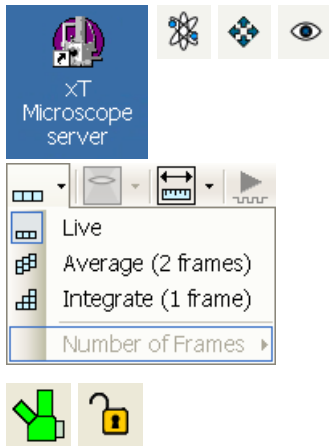 xT
Microscope
server
Live
Average (2 frames)
Integrate (1 frame)
Number of Frames